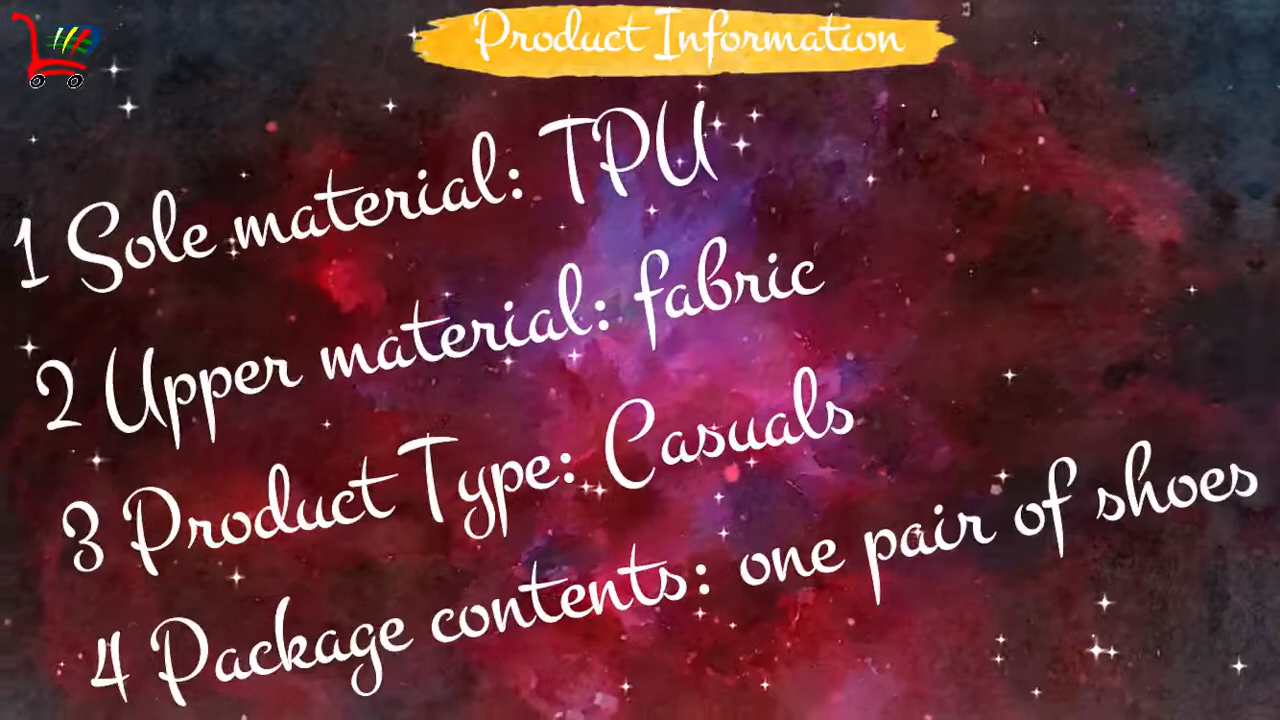 Product Information
1 Sole material: TPU
2 Upper material: fabric
3 Product Type: Casuals
4 Package contents: one pair of shoes